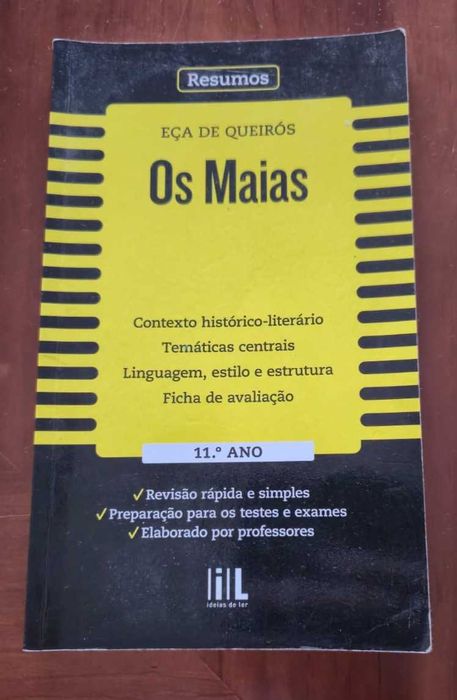 Resumos
EÇA DE QUEIRÓS
Os Maias
Contexto histórico-literário
Temáticas centrais
Linguagem, estilo e estrutura
Ficha de avaliação
11.º ANO
✓Revisão rápida e simples
✓Preparação para os testes e exames
✓Elaborado por professores
iL
ideias de ler